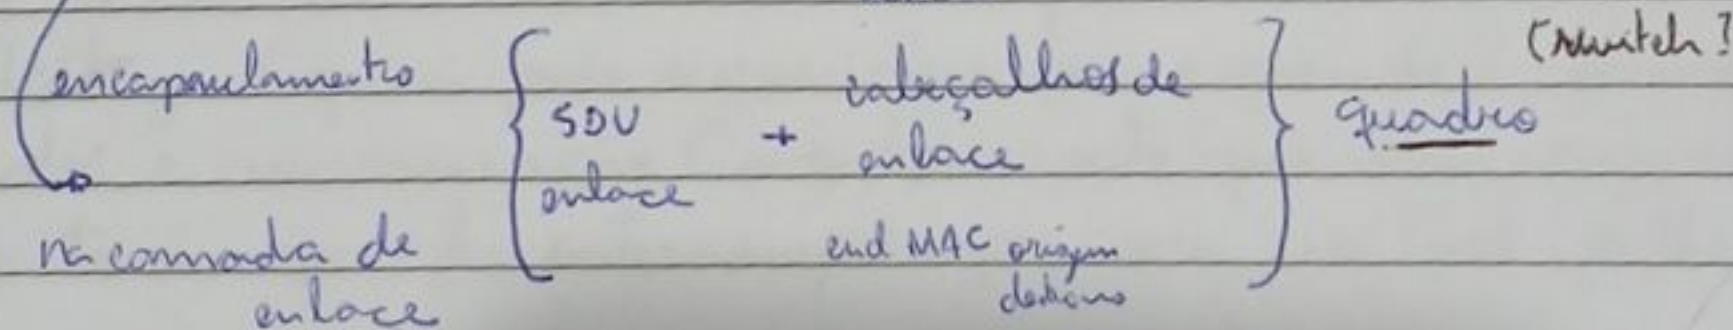 (switch?
encapsulamento { SDU + cabeçalhos de } quadro
enlace enlace
na camada de end MAC origem
enlace destino